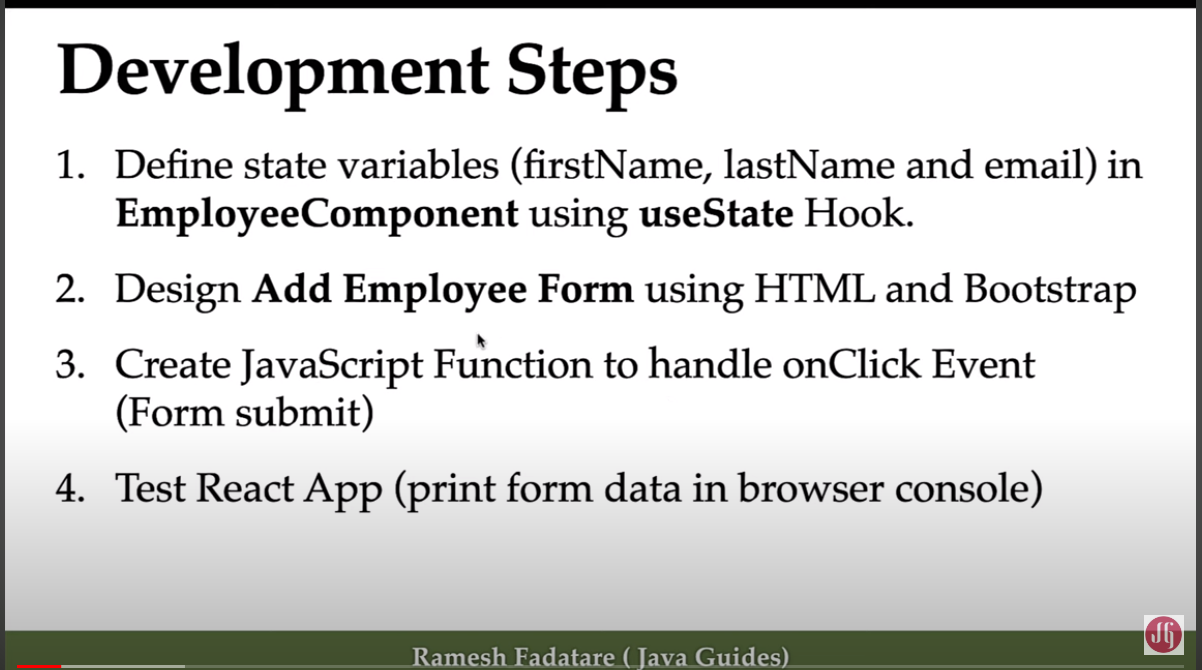 Development Steps
1. Define state variables (firstName, lastName and email) in
EmployeeComponent using useState Hook.
2. Design Add Employee Form using HTML and Bootstrap
3. Create JavaScript Function to handle onClick Event
(Form submit)
4. Test React App (print form data in browser console)
Ramesh Fadatare ( Java Guides)